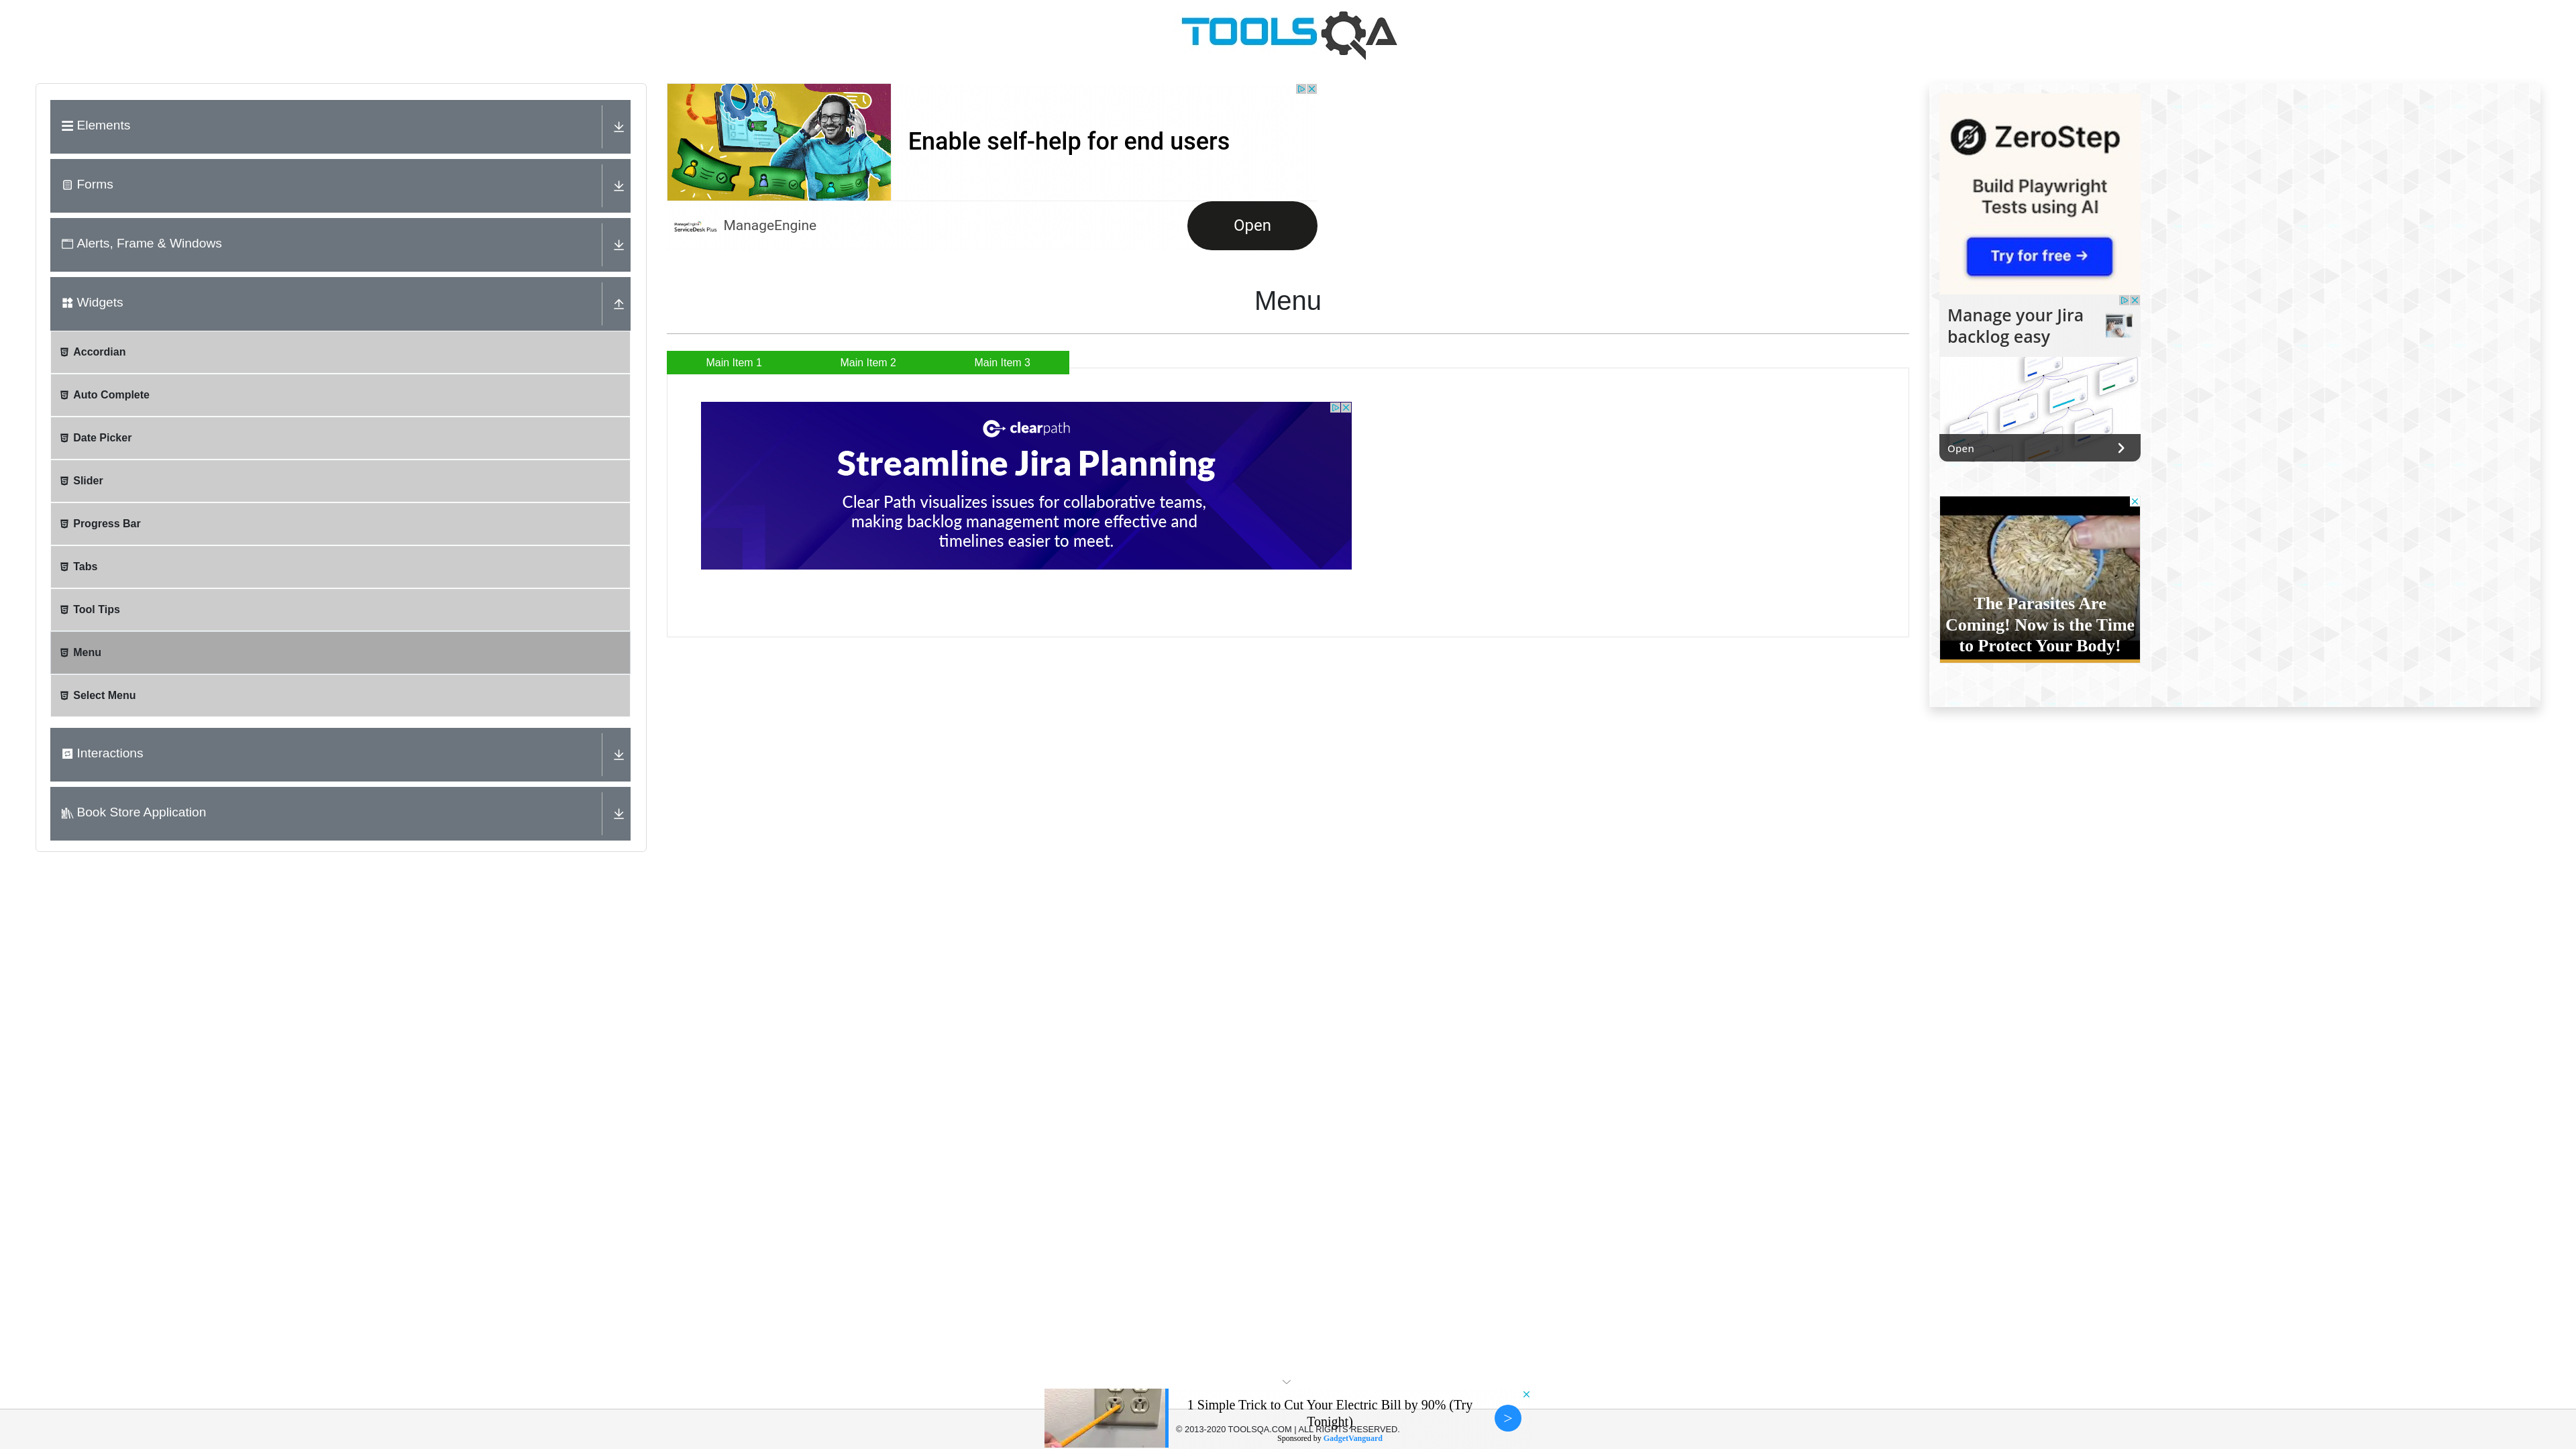 TOOLSQA
Elements
Forms
Alerts, Frame & Windows
Widgets
Accordian
Auto Complete
Date Picker
Slider
Progress Bar
Tabs
Tool Tips
Menu
Select Menu
Interactions
Book Store Application
Enable self-help for end users
ManageEngine
ServiceDesk Plus
ManageEngine
Open
Menu
Main Item 1
Main Item 2
Main Item 3
clearpath
Streamline Jira Planning
Clear Path visualizes issues for collaborative teams,
making backlog management more effective and
timelines easier to meet.
ZeroStep
Build Playwright
Tests using AI
Try for free →
Manage your Jira
backlog easy
Open
The Parasites Are
Coming! Now is the Time
to Protect Your Body!
1 Simple Trick to Cut Your Electric Bill by 90% (Try
Tonight)
>
© 2013-2020 TOOLSQA.COM | ALL RIGHTS RESERVED.
Sponsored by GadgetVanguard